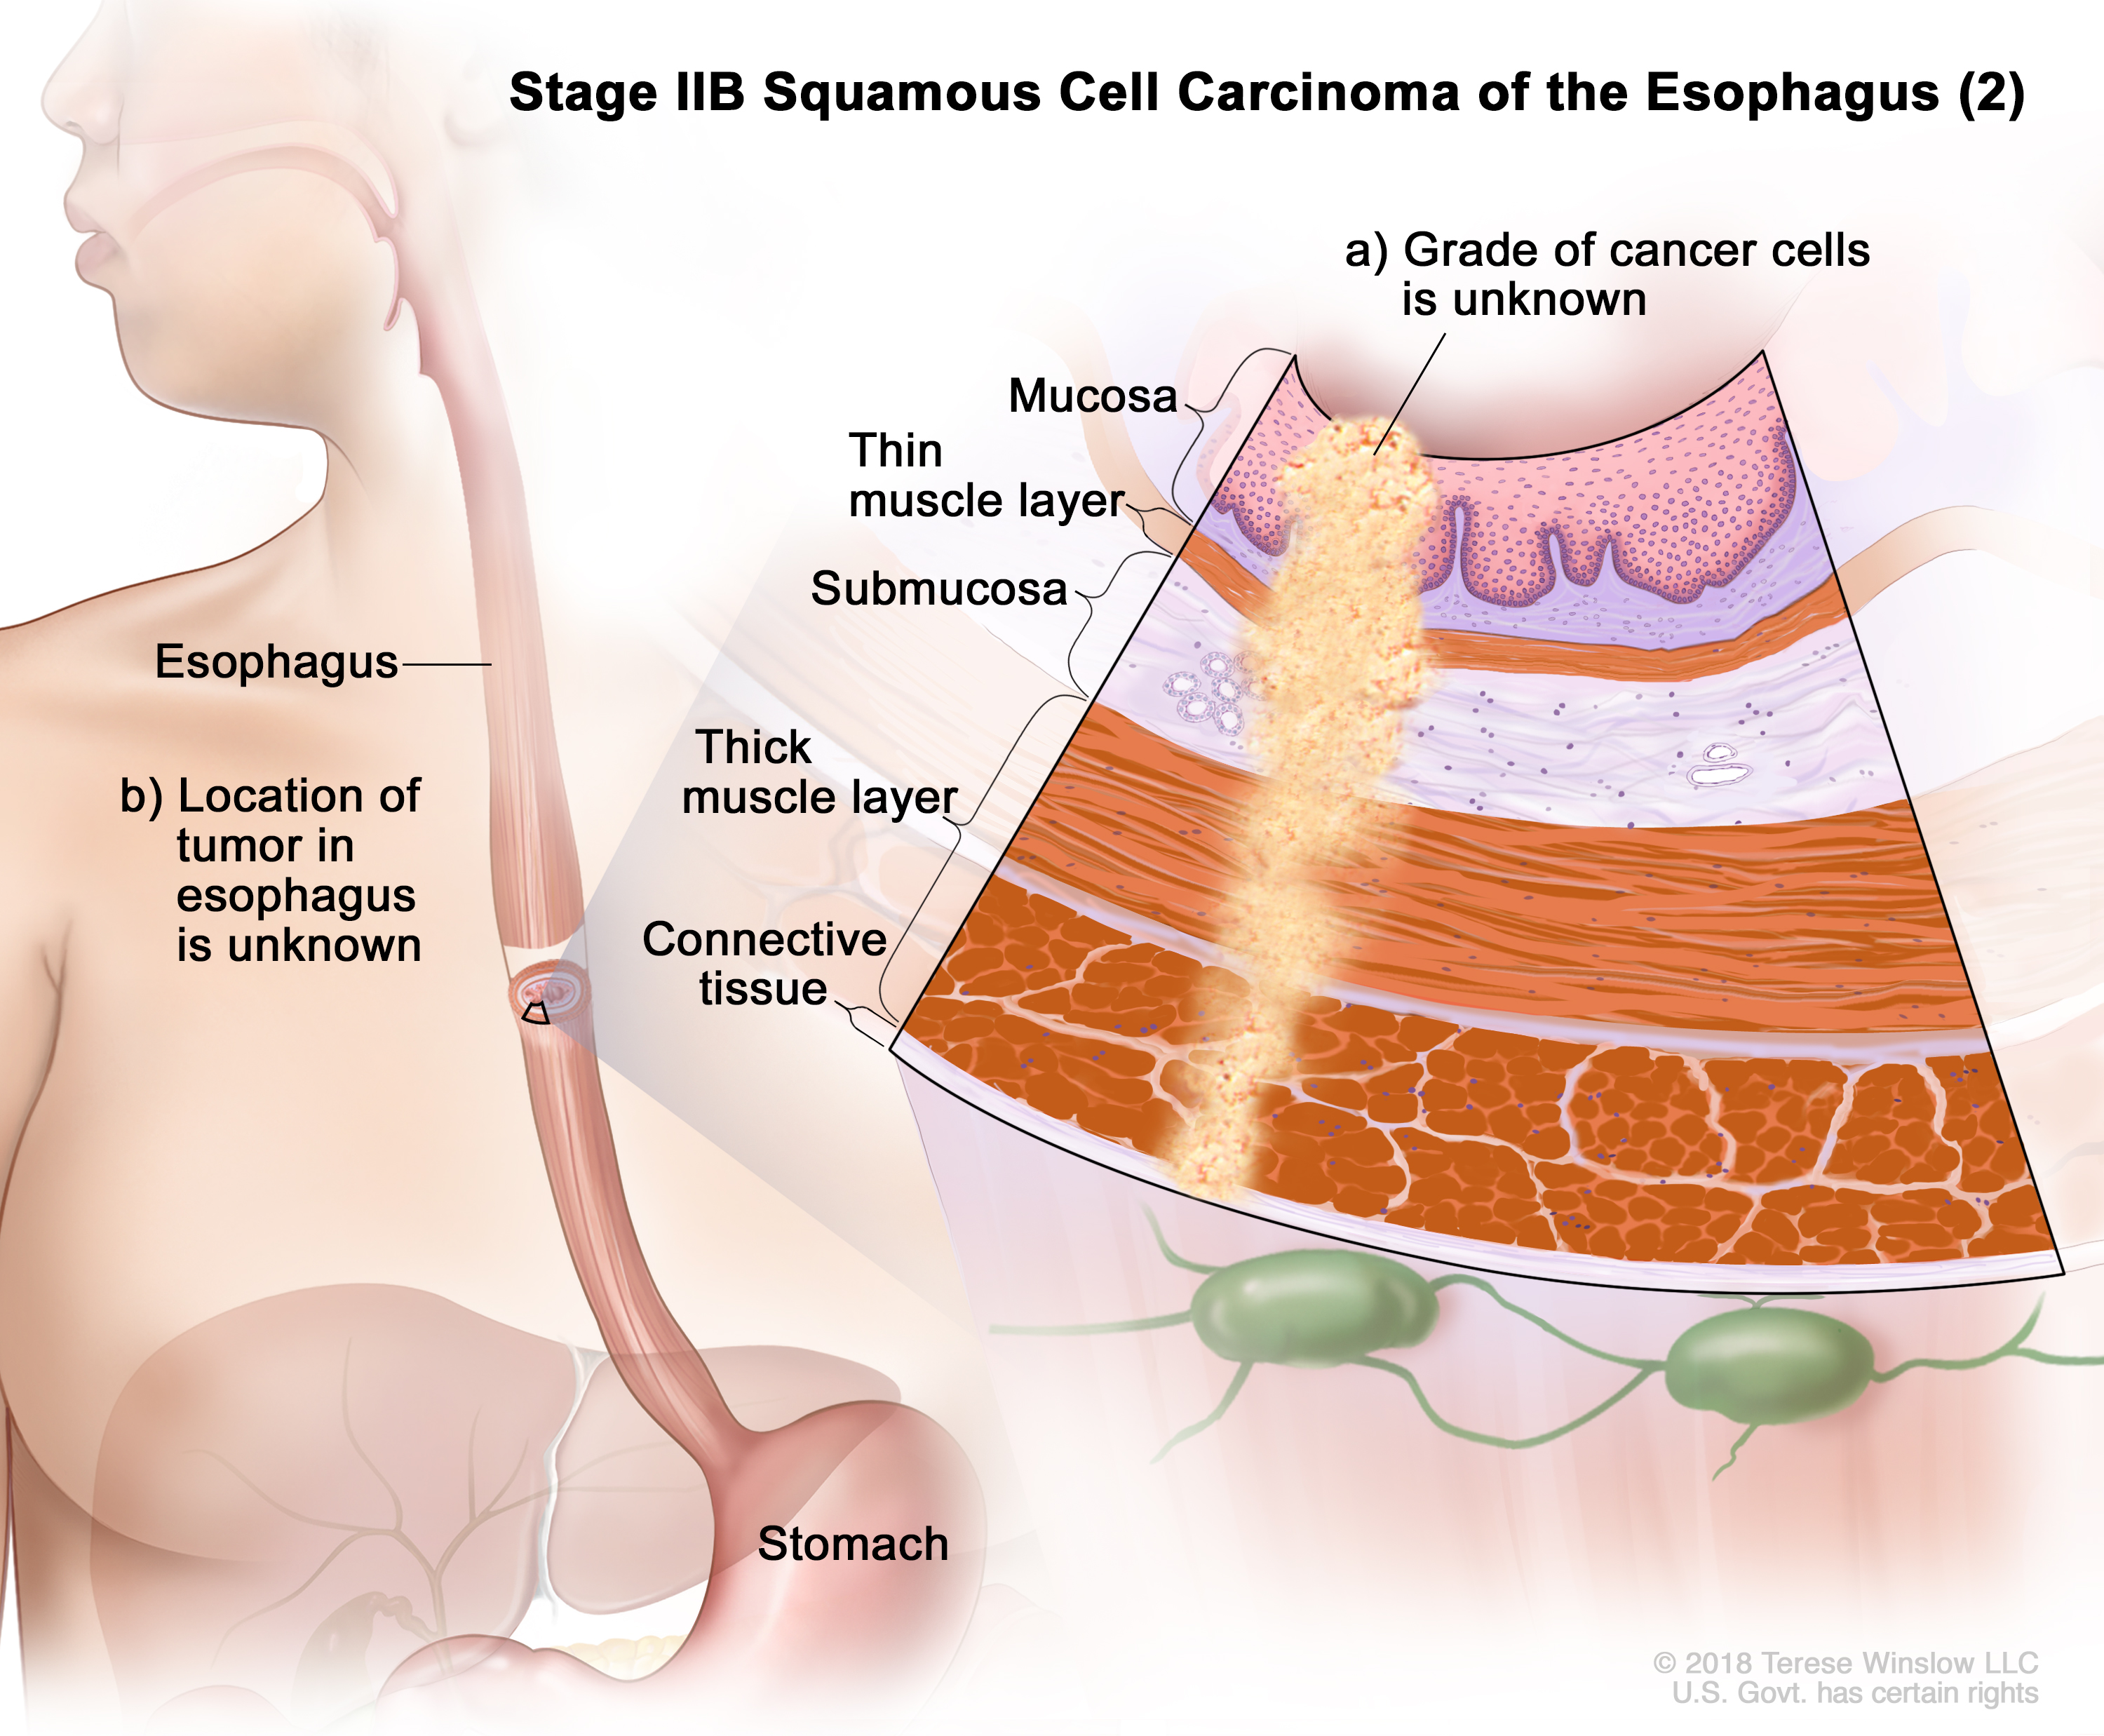 Stage IIB Squamous Cell Carcinoma of the Esophagus (2)
a) Grade of cancer cells
is unknown
Mucosa
Thin
muscle layer
Submucosa
Esophagus
Thick
muscle layer
b) Location of
tumor in
esophagus
is unknown
Connective
tissue
Stomach
© 2018 Terese Winslow LLC
U.S. Govt. has certain rights